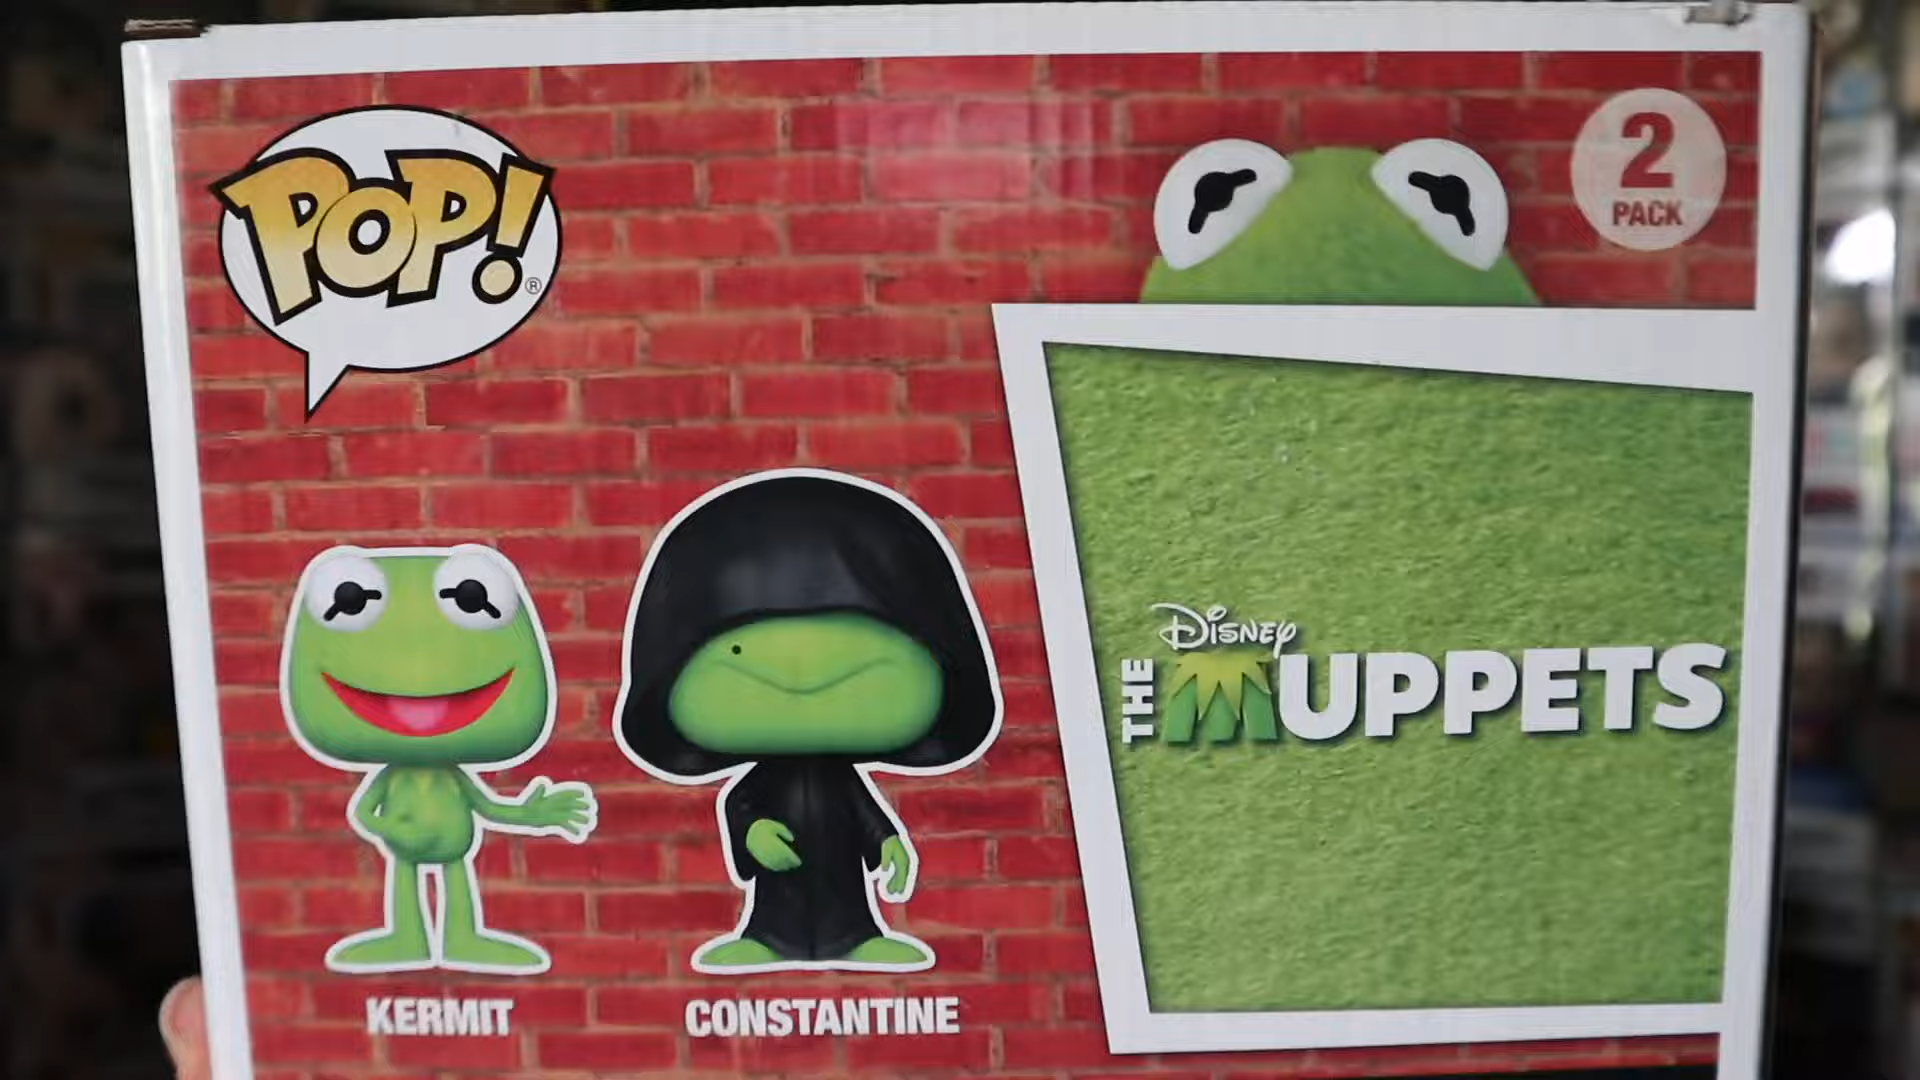 POP!®
2
PACK
Disney
THE MUPPETS
KERMIT
CONSTANTINE